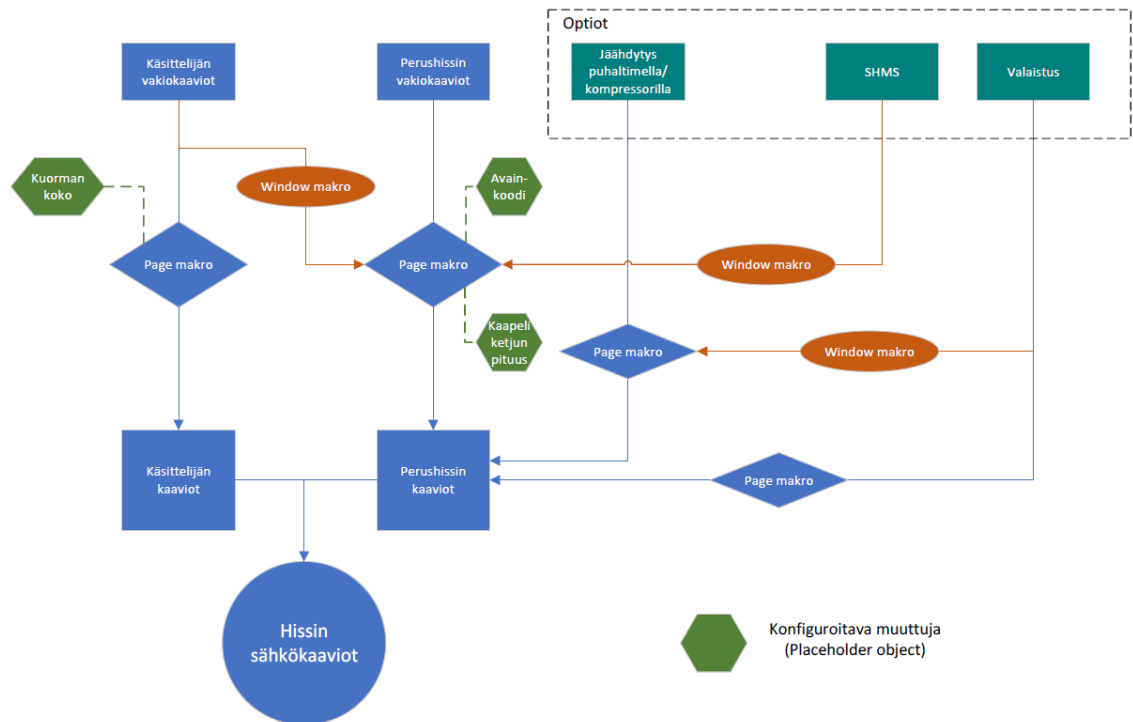 Optiot
Käsittelijän
vakiokaaviot
Perushissin
vakiokaaviot
Jäähdytys
puhaltimella/
kompressorilla
SHMS
Valaistus
Kuorman
koko
Window makro
Avain-
koodi
Page makro
Page makro
Window makro
Kaapeli
ketjun
pituus
Page makro
Window makro
Käsittelijän
kaaviot
Perushissin
kaaviot
Page makro
Hissin
sähkökaaviot
Konfiguroitava muuttuja
(Placeholder object)